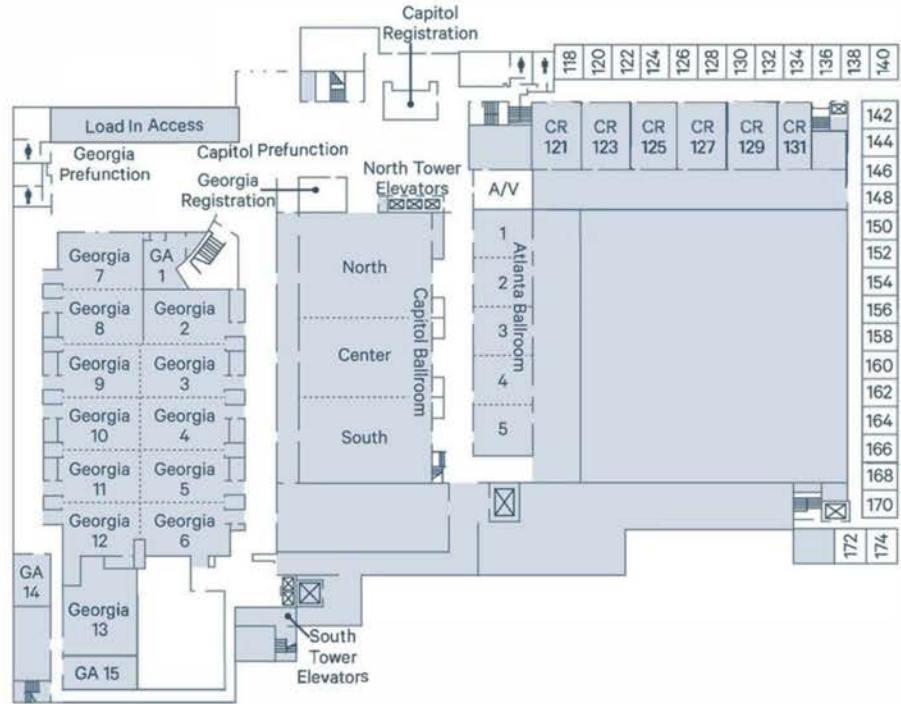 Capitol
Registration
118
120
122
124
126
128
130
132
134
136
138
140
Load In Access
Georgia
Prefunction
Capitol Prefunction
Georgia
Registration
North Tower
Elevators
CR
121
CR
123
CR
125
CR
127
CR
129
CR
131
A/V
142
144
146
148
150
152
154
156
158
160
162
164
166
168
170
172
174
Georgia
7
GA
1
Georgia
8
Georgia
2
Georgia
9
Georgia
3
Georgia
10
Georgia
4
Georgia
11
Georgia
5
Georgia
12
Georgia
6
GA
14
Georgia
13
GA 15
North
Center
South
Capitol Ballroom
1
2
3
4
5
Atlanta Ballroom
South
Tower
Elevators